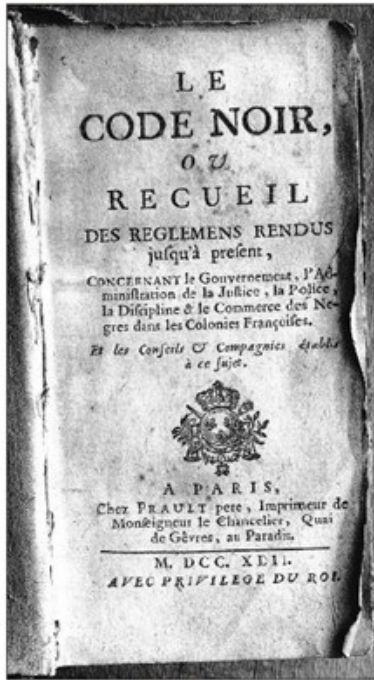 LE
CODE NOIR,
OU
RECUEIL
DES REGLEMENS RENDUS
juſqu'à preſent,
CONCERNANT le Gouvernement, l'Ad-
miniſtration de la Juſtice, la Police,
la Diſcipline & le Commerce des Ne-
gres dans les Colonies Françoiſes.
Et les Conſeils & Compagnies établis
à ce ſujet.
A PARIS,
Chez PRAULT pere, Imprimeur de
Monſeigneur le Chancelier, Quai
de Gêvres, au Paradis.
M. DCC. XLII.
AVEC PRIVILEGE DU ROI.